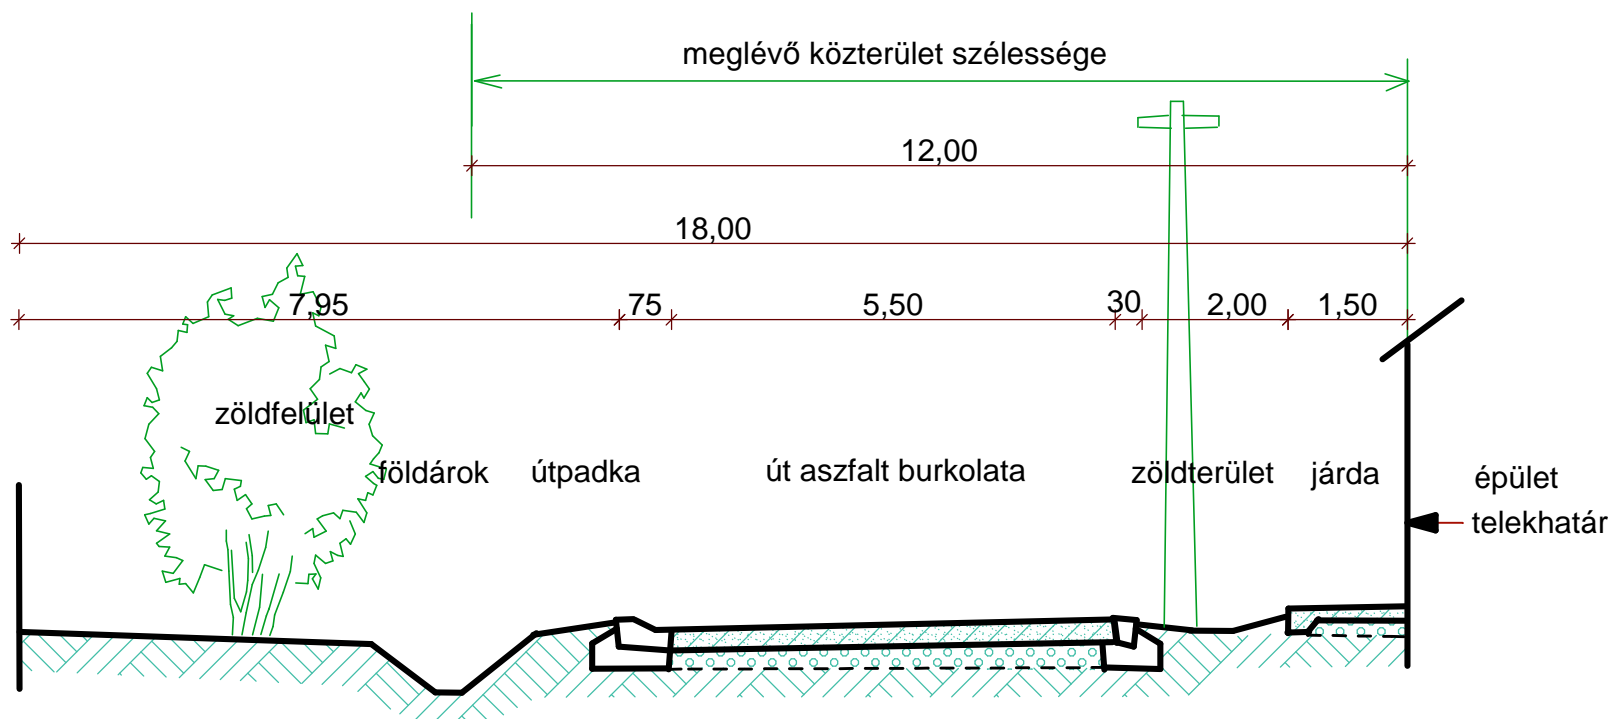 meglévő közterület szélessége
12,00
18,00
7,95 75 5,50 30 2,00 1,50
zöldfelület
földárok útpadka út aszfalt burkolata zöldterület járda épület
telekhatár